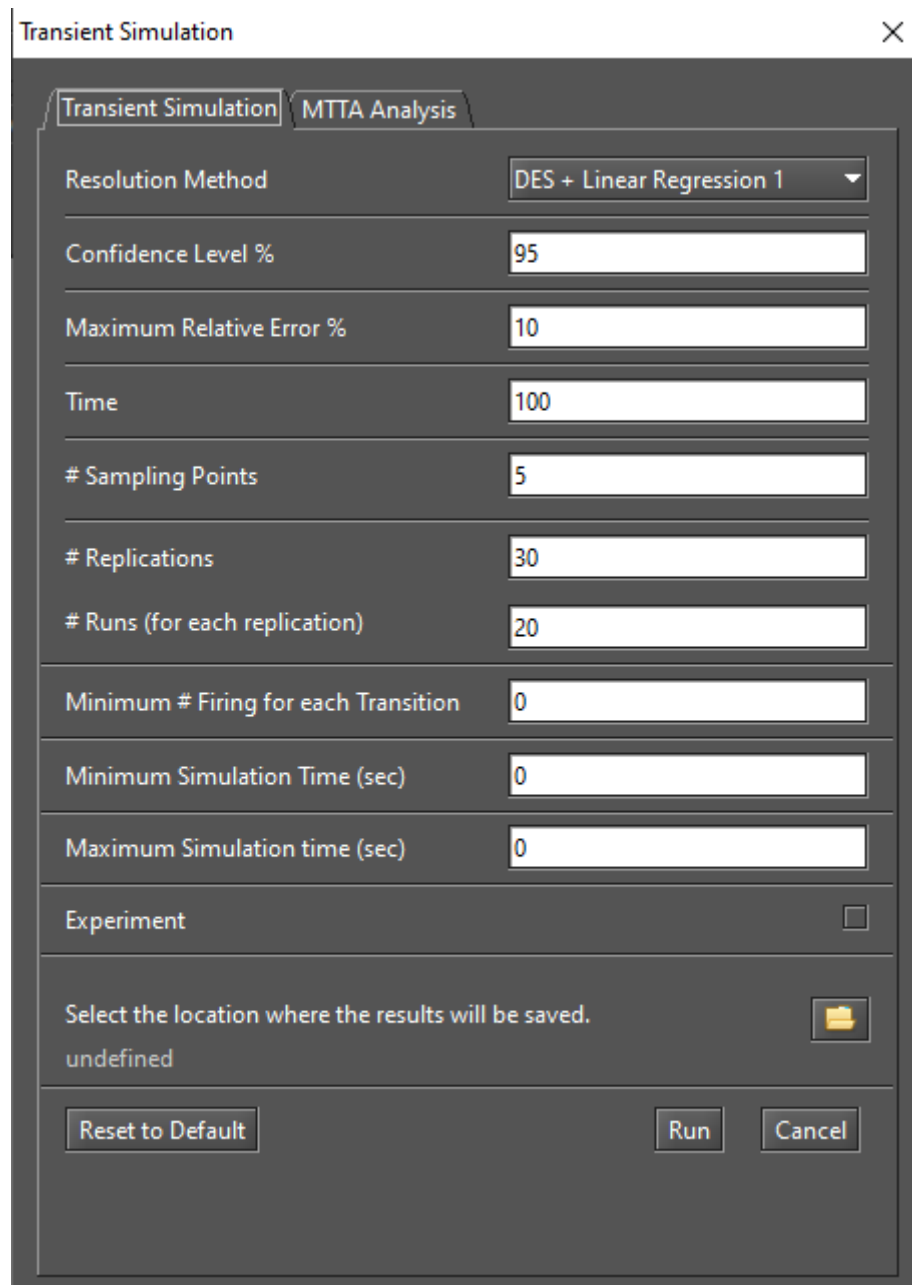 Transient Simulation
Transient Simulation MTTA Analysis
Resolution Method DES + Linear Regression 1
Confidence Level % 95
Maximum Relative Error % 10
Time 100
# Sampling Points 5
# Replications 30
# Runs (for each replication) 20
Minimum # Firing for each Transition 0
Minimum Simulation Time (sec) 0
Maximum Simulation time (sec) 0
Experiment
Select the location where the results will be saved.
undefined
Reset to Default Run Cancel